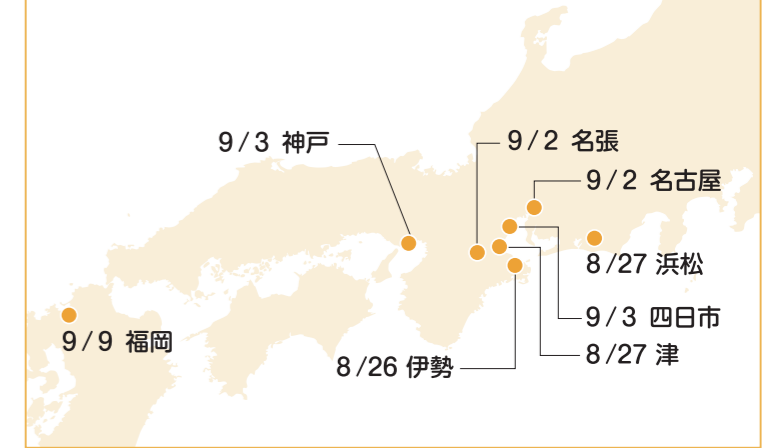 9/3 神戸
9/2 名張
9/2 名古屋
8/27 浜松
9/3 四日市
9/9 福岡
8/27 津
8/26 伊勢